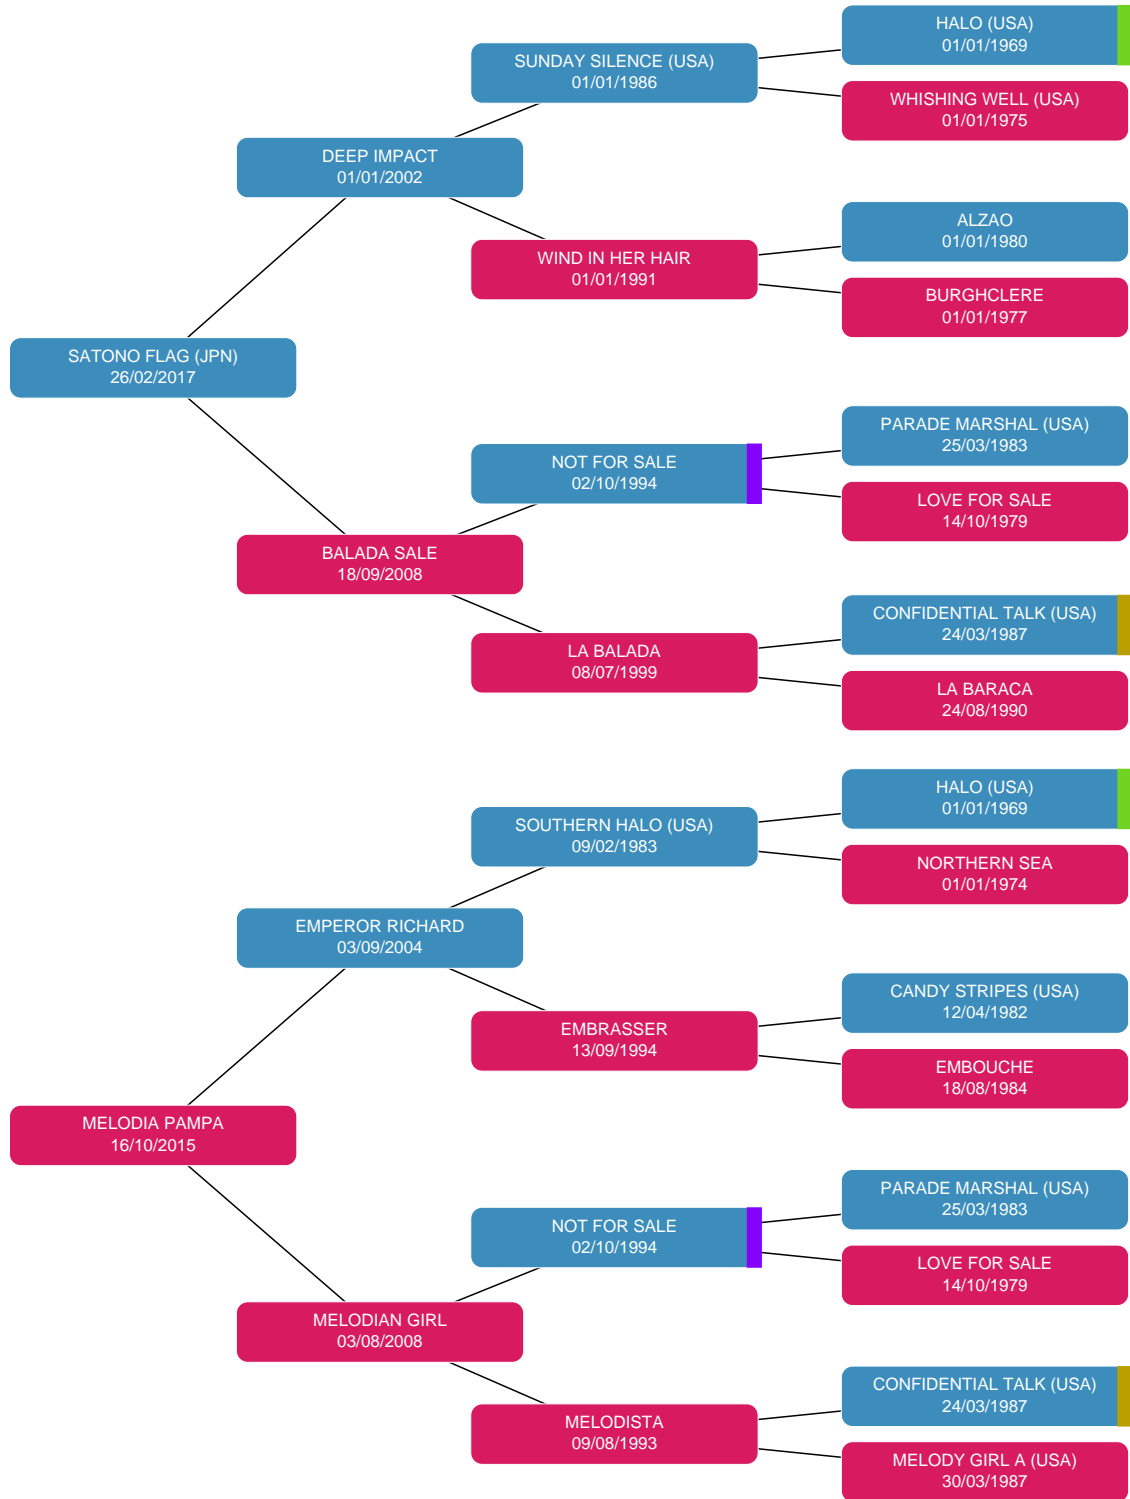 HALO (USA)
01/01/1969
SUNDAY SILENCE (USA)
01/01/1986
WHISHING WELL (USA)
01/01/1975
DEEP IMPACT
01/01/2002
ALZAO
01/01/1980
WIND IN HER HAIR
01/01/1991
BURGHCLERE
01/01/1977
SATONO FLAG (JPN)
26/02/2017
PARADE MARSHAL (USA)
25/03/1983
NOT FOR SALE
02/10/1994
LOVE FOR SALE
14/10/1979
BALADA SALE
18/09/2008
CONFIDENTIAL TALK (USA)
24/03/1987
LA BALADA
08/07/1999
LA BARACA
24/08/1990
HALO (USA)
01/01/1969
SOUTHERN HALO (USA)
09/02/1983
NORTHERN SEA
01/01/1974
EMPEROR RICHARD
03/09/2004
CANDY STRIPES (USA)
12/04/1982
EMBRASSER
13/09/1994
EMBOUCHE
18/08/1984
MELODIA PAMPA
16/10/2015
PARADE MARSHAL (USA)
25/03/1983
NOT FOR SALE
02/10/1994
LOVE FOR SALE
14/10/1979
MELODIAN GIRL
03/08/2008
CONFIDENTIAL TALK (USA)
24/03/1987
MELODISTA
09/08/1993
MELODY GIRL A (USA)
30/03/1987